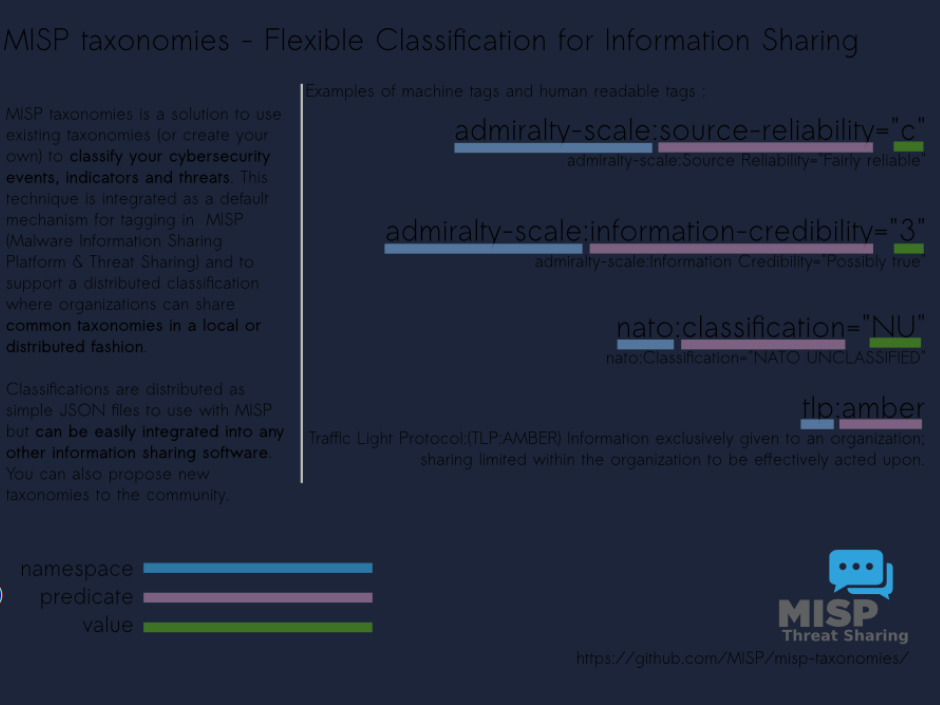 MISP taxonomies - Flexible Classification for Information Sharing
MISP taxonomies is a solution to use
existing taxonomies (or create your
own) to classify your cybersecurity
events, indicators and threats. This
technique is integrated as a default
mechanism for tagging in MISP
(Malware Information Sharing
Platform & Threat Sharing) and to
support a distributed classification
where organizations can share
common taxonomies in a local or
distributed fashion.
Classifications are distributed as
simple JSON files to use with MISP
but can be easily integrated into any
other information sharing software.
You can also propose new
taxonomies to the community.
Examples of machine tags and human readable tags :
admiralty-scale:source-reliability="c"
admiralty-scale:Source Reliability="Fairly reliable"
admiralty-scale:information-credibility="3"
admiralty-scale:Information Credibility="Possibly true"
nato:classification="NU"
nato:Classification="NATO UNCLASSIFIED"
tlp:amber
Traffic Light Protocol:(TLP:AMBER) Information exclusively given to an organization;
sharing limited within the organization to be effectively acted upon.
namespace
predicate
value
MISP
Threat Sharing
https://github.com/MISP/misp-taxonomies/